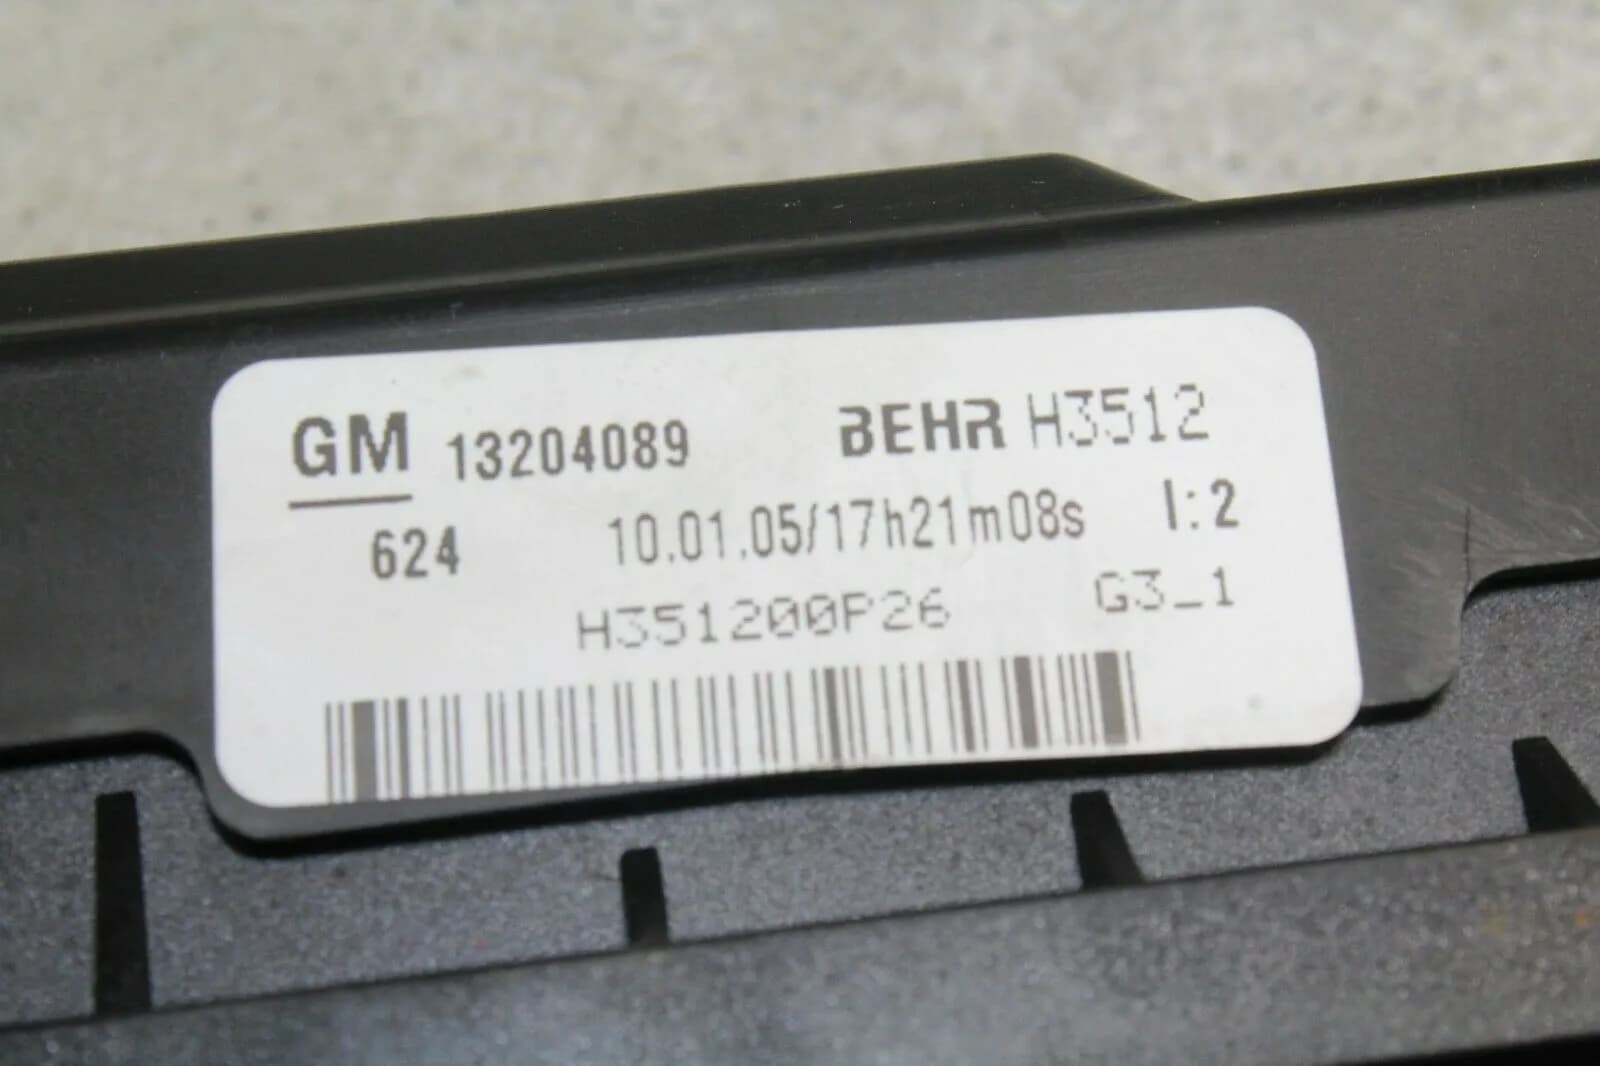 GM 13204089 BEHR H3512
624 10.01.05/17h21m08s I:2
H351200P26 G3_1